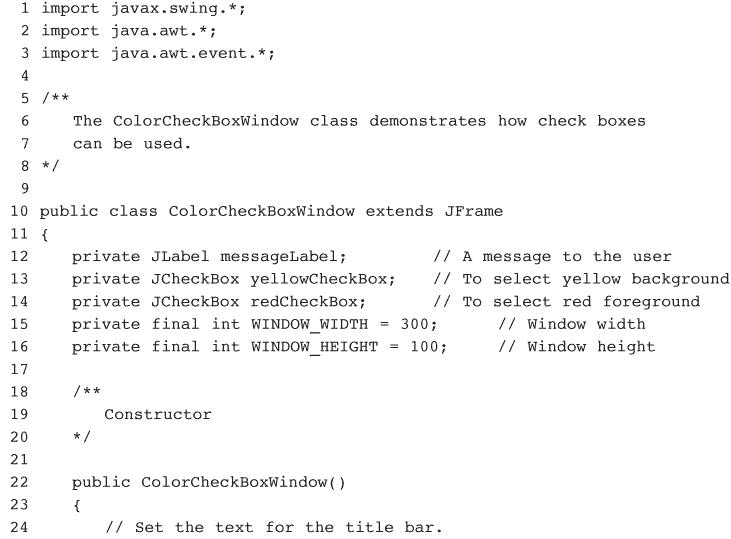 1 import javax.swing.*;
2 import java.awt.*;
3 import java.awt.event.*;
4
5 /**
6    The ColorCheckBoxWindow class demonstrates how check boxes
7    can be used.
8 */
9
10 public class ColorCheckBoxWindow extends JFrame
11 {
12    private JLabel messageLabel;         // A message to the user
13    private JCheckBox yellowCheckBox;    // To select yellow background
14    private JCheckBox redCheckBox;       // To select red foreground
15    private final int WINDOW_WIDTH = 300;      // Window width
16    private final int WINDOW_HEIGHT = 100;     // Window height
17
18    /**
19       Constructor
20    */
21
22    public ColorCheckBoxWindow()
23    {
24       // Set the text for the title bar.